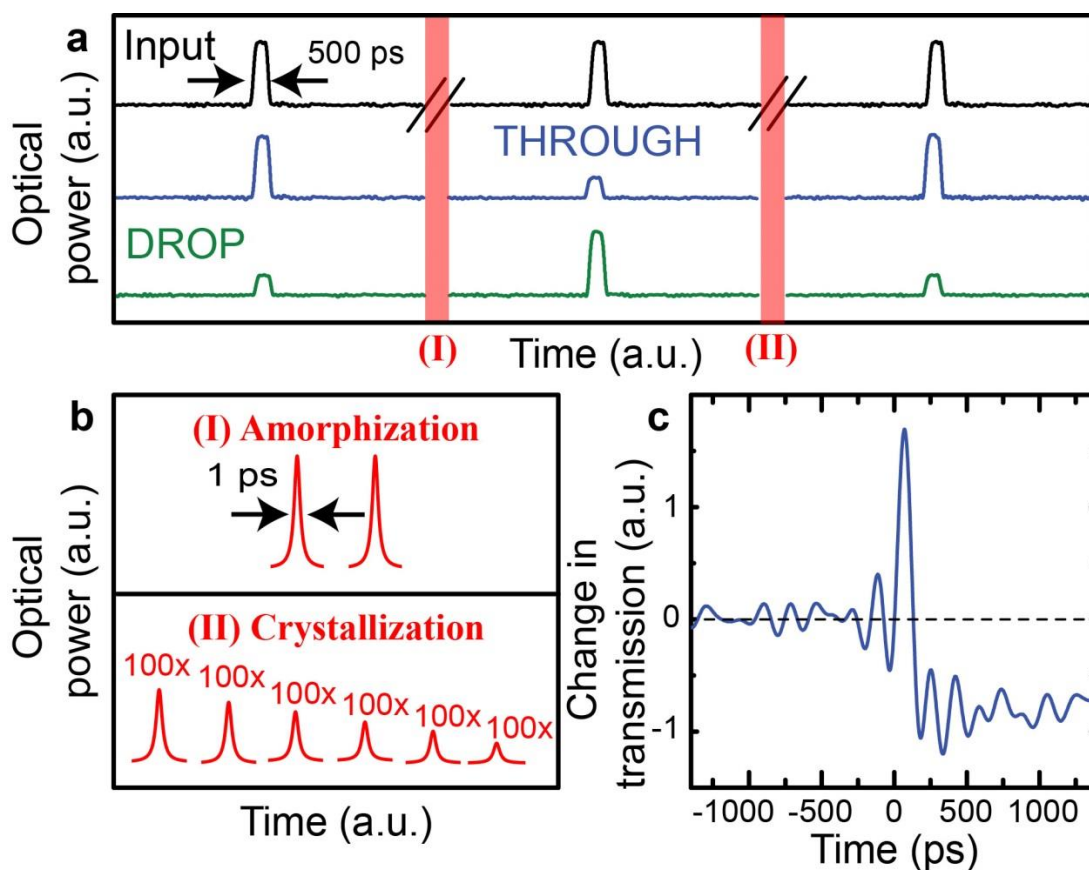 a
Input
500 ps
THROUGH
DROP
Optical
power (a.u.)
(I)
Time (a.u.)
(II)
b
(I) Amorphization
1 ps
(II) Crystallization
100x
100x
100x
100x
100x
100x
Optical
power (a.u.)
Time (a.u.)
c
Change in
transmission (a.u.)
1
0
-1
-1000
-500
0
500
1000
Time (ps)